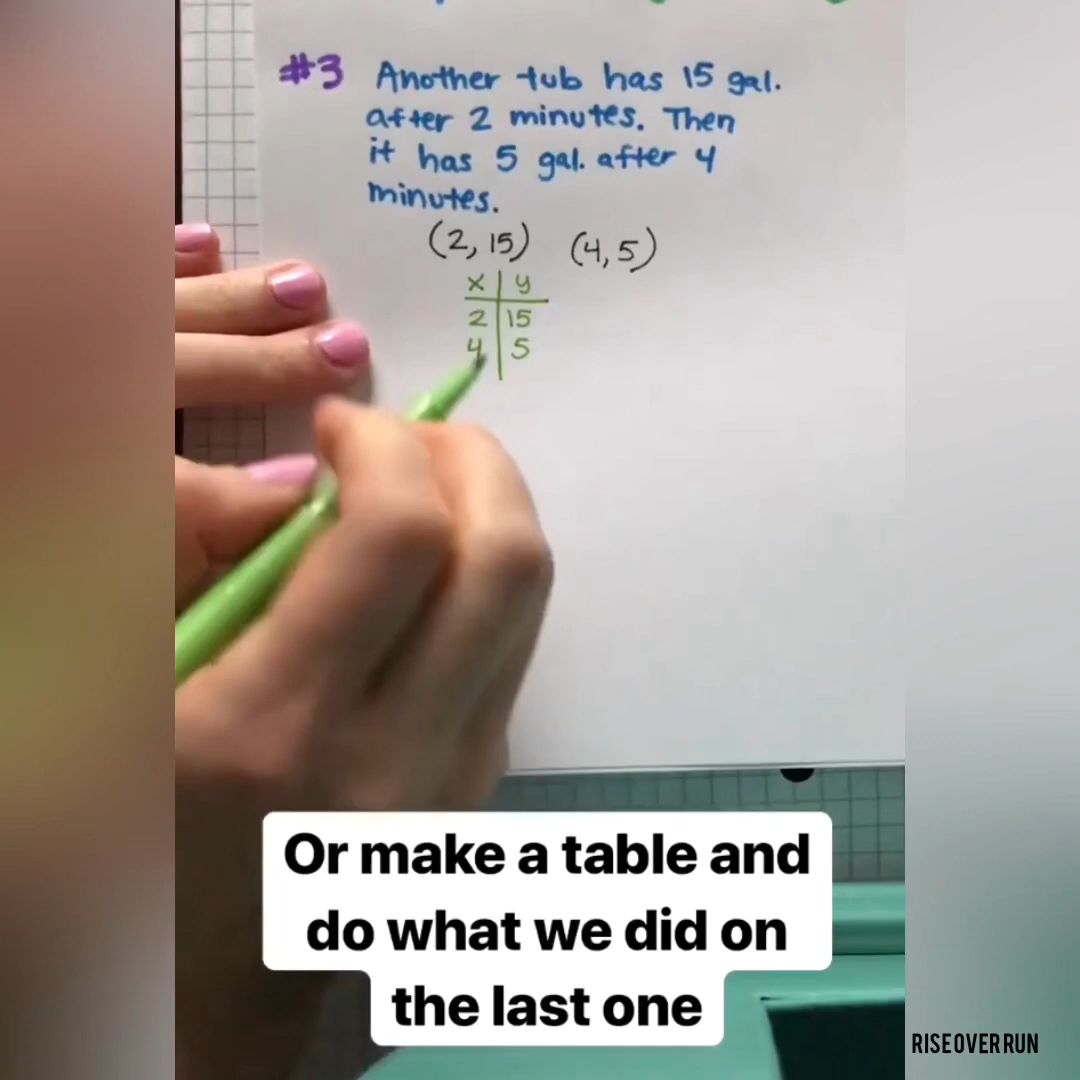 #3 Another tub has 15 gal.
after 2 minutes. Then
it has 5 gal. after 4
minutes.
(2, 15) (4, 5)
x | y
2 | 15
4 | 5
Or make a table and
do what we did on
the last one
RISE OVER RUN